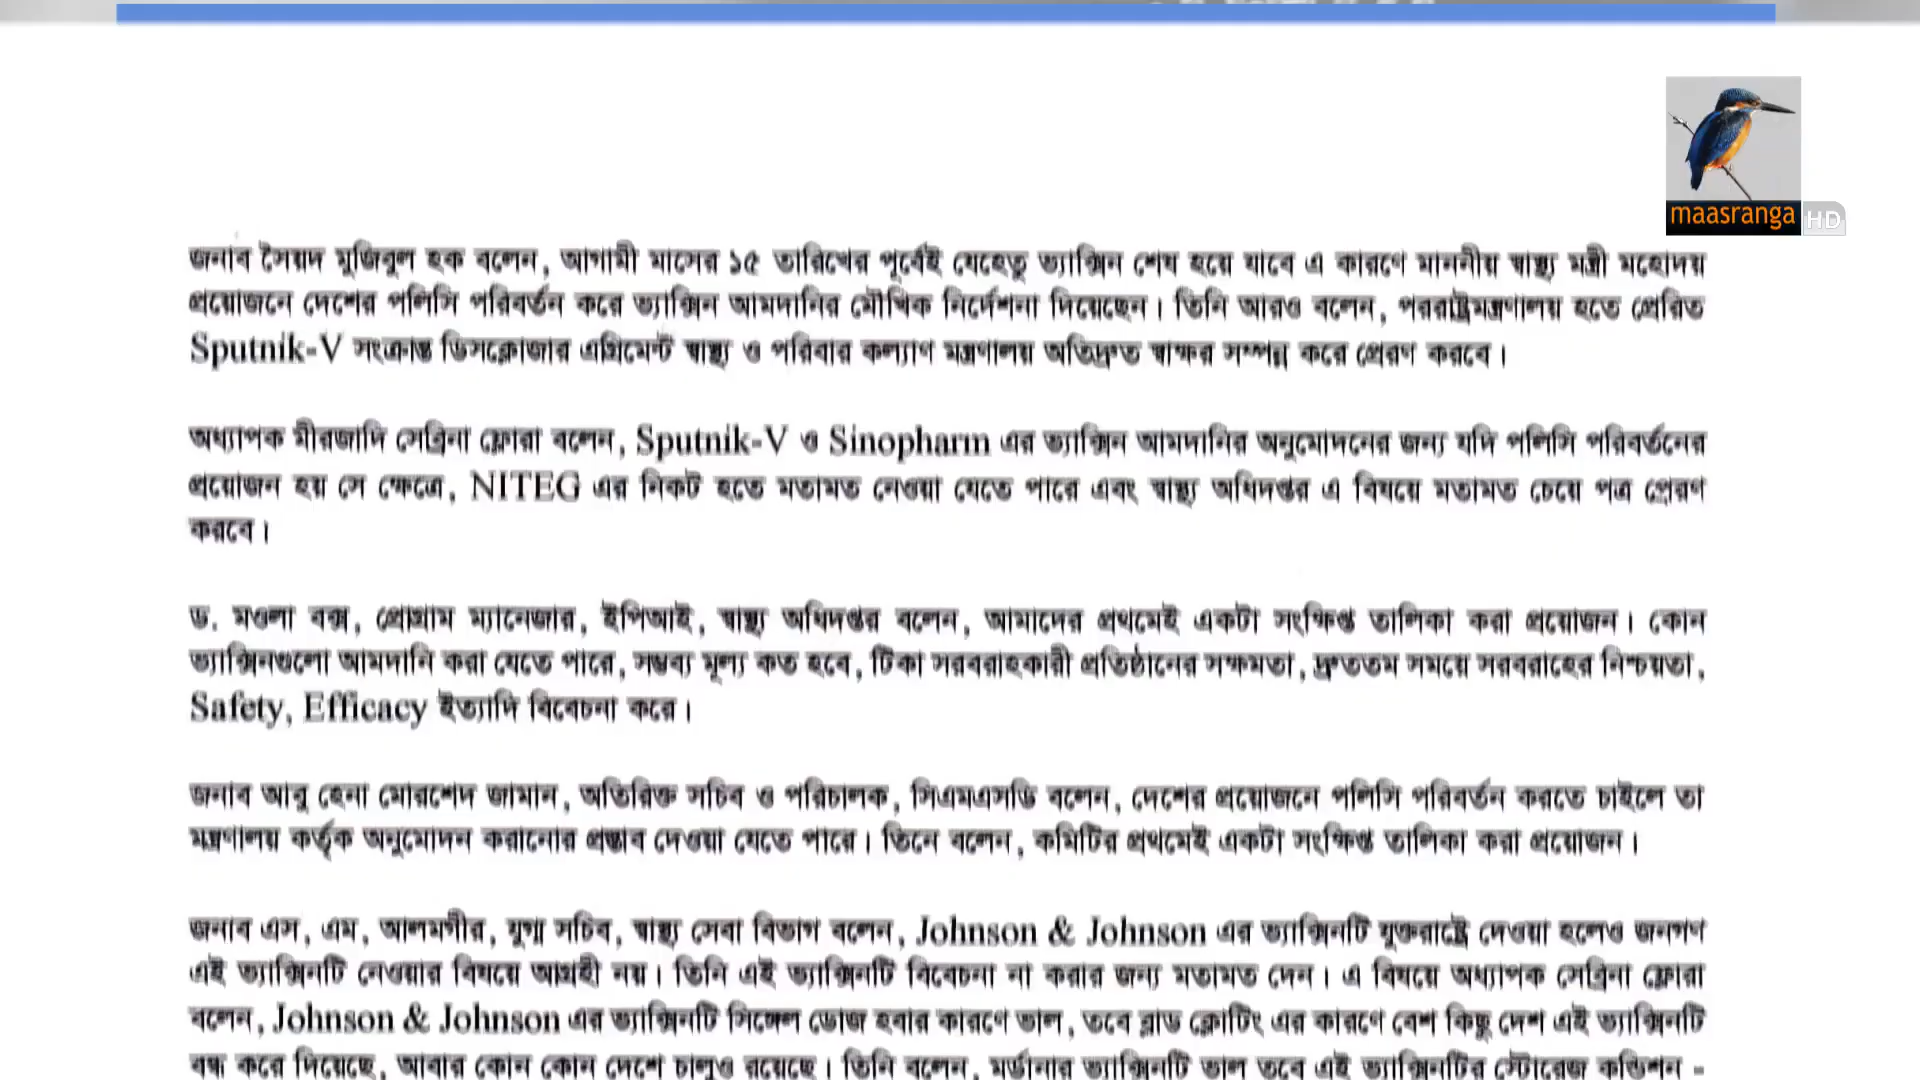 maasranga HD
জনাব সৈয়দ মুজিবুল হক বলেন, আগামী মাসের ১৫ তারিখের পূর্বেই যেহেতু ভ্যাক্সিন শেষ হয়ে যাবে এ কারণে মাননীয় স্বাস্থ্য মন্ত্রী মহোদয়
প্রয়োজনে দেশের পলিসি পরিবর্তন করে ভ্যাক্সিন আমদানির মৌখিক নির্দেশনা দিয়েছেন। তিনি আরও বলেন, পররাষ্ট্রমন্ত্রণালয় হতে প্রেরিত
Sputnik-V সংক্রান্ত ডিসক্লোজার এগ্রিমেন্ট স্বাস্থ্য ও পরিবার কল্যাণ মন্ত্রণালয় অতিদ্রুত স্বাক্ষর সম্পন্ন করে প্রেরণ করবে।
অধ্যাপক মীরজাদি সেব্রিনা ফ্লোরা বলেন, Sputnik-V ও Sinopharm এর ভ্যাক্সিন আমদানির অনুমোদনের জন্য যদি পলিসি পরিবর্তনের
প্রয়োজন হয় সে ক্ষেত্রে, NITEG এর নিকট হতে মতামত নেওয়া যেতে পারে এবং স্বাস্থ্য অধিদপ্তর এ বিষয়ে মতামত চেয়ে পত্র প্রেরণ
করবে।
ড. মওলা বক্স, প্রোগ্রাম ম্যানেজার, ইপিআই, স্বাস্থ্য অধিদপ্তর বলেন, আমাদের প্রথমেই একটা সংক্ষিপ্ত তালিকা করা প্রয়োজন। কোন
ভ্যাক্সিনগুলো আমদানি করা যেতে পারে, সম্ভব্য মূল্য কত হবে, টিকা সরবরাহকারী প্রতিষ্ঠানের সক্ষমতা, দ্রুততম সময়ে সরবরাহের নিশ্চয়তা,
Safety, Efficacy ইত্যাদি বিবেচনা করে।
জনাব আবু হেনা মোরশেদ জামান, অতিরিক্ত সচিব ও পরিচালক, সিএমএসডি বলেন, দেশের প্রয়োজনে পলিসি পরিবর্তন করতে চাইলে তা
মন্ত্রণালয় কর্তৃক অনুমোদন করানোর প্রস্তাব দেওয়া যেতে পারে। তিনে বলেন, কমিটির প্রথমেই একটা সংক্ষিপ্ত তালিকা করা প্রয়োজন।
জনাব এস, এম, আলমগীর, যুগ্ম সচিব, স্বাস্থ্য সেবা বিভাগ বলেন, Johnson & Johnson এর ভ্যাক্সিনটি যুক্তরাষ্ট্রে দেওয়া হলেও জনগণ
এই ভ্যাক্সিনটি নেওয়ার বিষয়ে আগ্রহী নয়। তিনি এই ভ্যাক্সিনটি বিবেচনা না করার জন্য মতামত দেন। এ বিষয়ে অধ্যাপক সেব্রিনা ফ্লোরা
বলেন, Johnson & Johnson এর ভ্যাক্সিনটি সিঙ্গেল ডোজ হবার কারণে ভাল, তবে ব্লাড ক্লোটিং এর কারণে বেশ কিছু দেশ এই ভ্যাক্সিনটি
বন্ধ করে দিয়েছে, আবার কোন কোন দেশে চালুও রয়েছে। তিনি বলেন, মর্ডানার ভ্যাক্সিনটি ভাল তবে এই ভ্যাক্সিনটির স্টোরেজ কন্ডিশন -